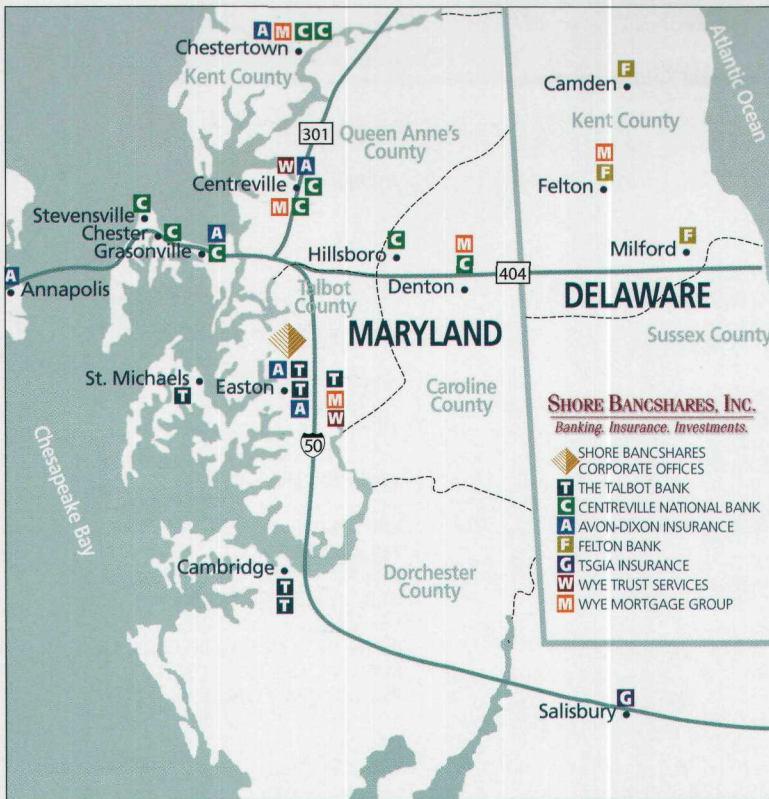 A M C C
Chestertown
Kent County
Atlantic Ocean
F
Camden
Kent County
301
Queen Anne's
County
W A
Centreville
C
M C
M
F
Felton
C
Stevensville
C
Chester
A
Grasonville
C
C
Hillsboro
M
C
Denton
404
F
Milford
A
Annapolis
Talbot
County
MARYLAND
DELAWARE
Sussex County
St. Michaels
T
Easton
A T
T
A
T
M
W
50
Caroline
County
Chesapeake Bay
Cambridge
T
T
Dorchester
County
G
Salisbury
SHORE BANCSHARES, INC.
Banking. Insurance. Investments.
SHORE BANCSHARES
CORPORATE OFFICES
T THE TALBOT BANK
C CENTREVILLE NATIONAL BANK
A AVON-DIXON INSURANCE
F FELTON BANK
G TSGIA INSURANCE
W WYE TRUST SERVICES
M WYE MORTGAGE GROUP